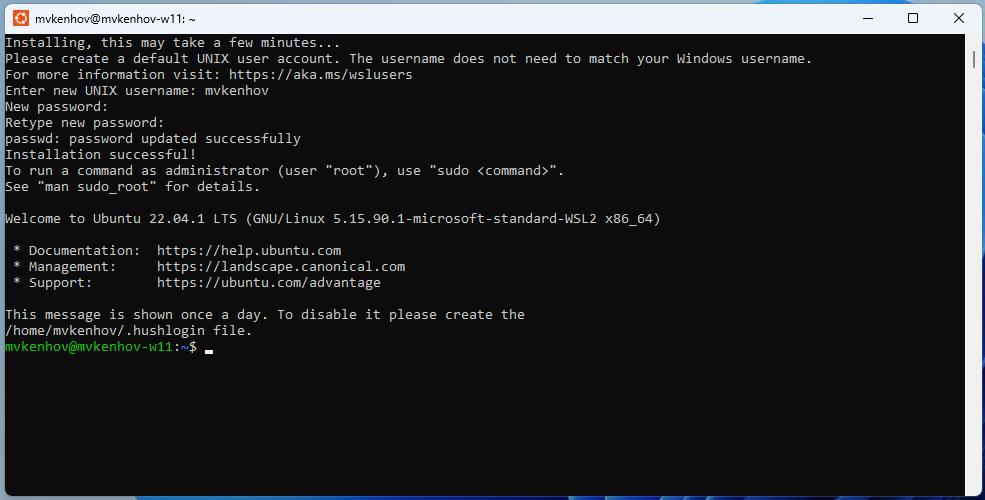 mvkenhov@mvkenhov-w11: ~
Installing, this may take a few minutes...
Please create a default UNIX user account. The username does not need to match your Windows username.
For more information visit: https://aka.ms/wslusers
Enter new UNIX username: mvkenhov
New password:
Retype new password:
passwd: password updated successfully
Installation successful!
To run a command as administrator (user "root"), use "sudo <command>".
See "man sudo_root" for details.
Welcome to Ubuntu 22.04.1 LTS (GNU/Linux 5.15.90.1-microsoft-standard-WSL2 x86_64)
* Documentation:  https://help.ubuntu.com
* Management:     https://landscape.canonical.com
* Support:        https://ubuntu.com/advantage
This message is shown once a day. To disable it please create the
/home/mvkenhov/.hushlogin file.
mvkenhov@mvkenhov-w11:~$